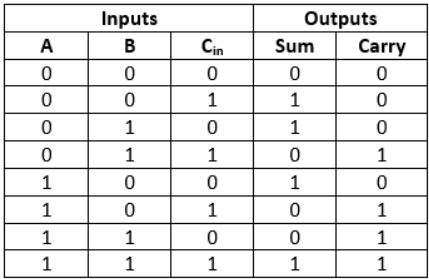 Inputs Outputs
A B Cin Sum Carry
0 0 0 0 0
0 0 1 1 0
0 1 0 1 0
0 1 1 0 1
1 0 0 1 0
1 0 1 0 1
1 1 0 0 1
1 1 1 1 1